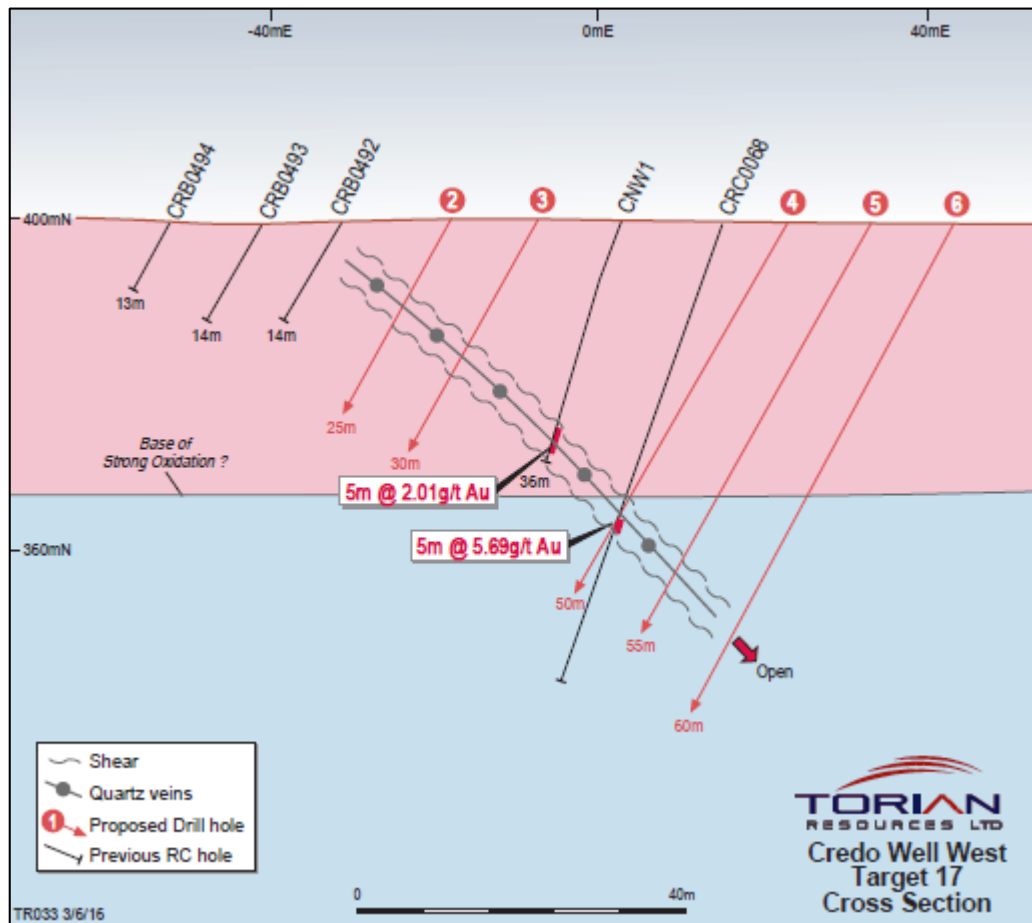 -40mE
0mE
40mE
CRB0494
CRB0493
CRB0492
CNW1
CRC0068
400mN
2
3
4
5
6
13m
14m
14m
25m
30m
Base of
Strong Oxidation ?
36m
5m @ 2.01g/t Au
5m @ 5.69g/t Au
360mN
50m
55m
Open
60m
Shear
Quartz veins
1 Proposed Drill hole
Previous RC hole
TORIAN
RESOURCES LTD
Credo Well West
Target 17
Cross Section
0
40m
TR033 3/6/16